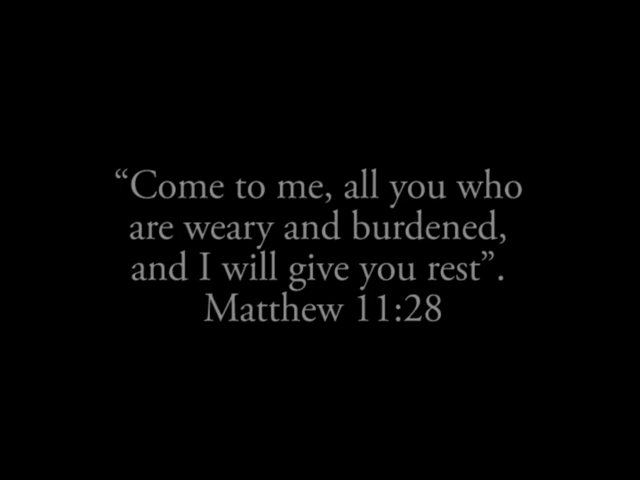 “Come to me, all you who
are weary and burdened,
and I will give you rest”.
Matthew 11:28